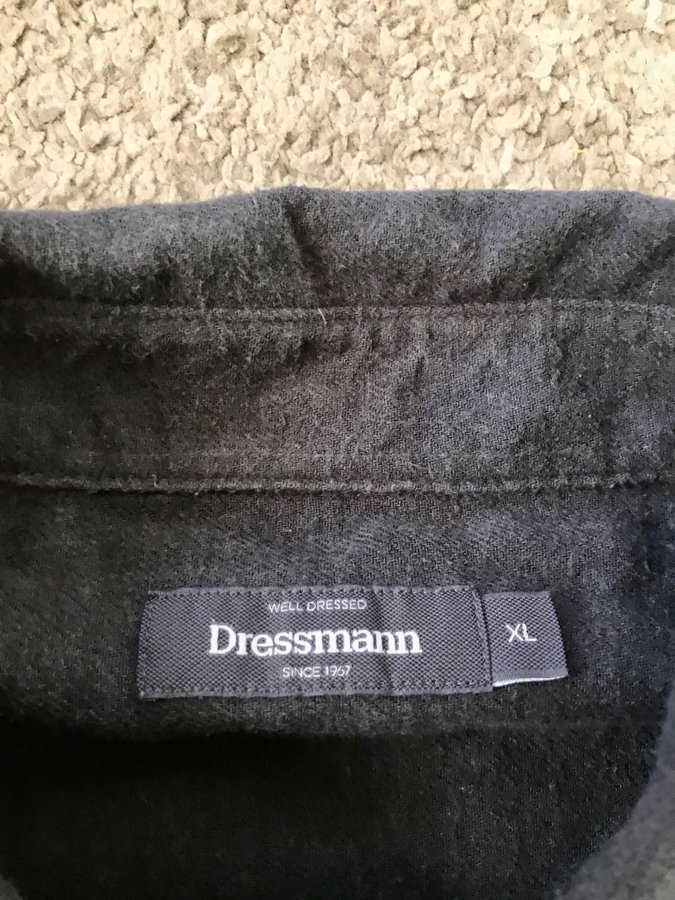 WELL DRESSED
Dressmann
SINCE 1967
XL